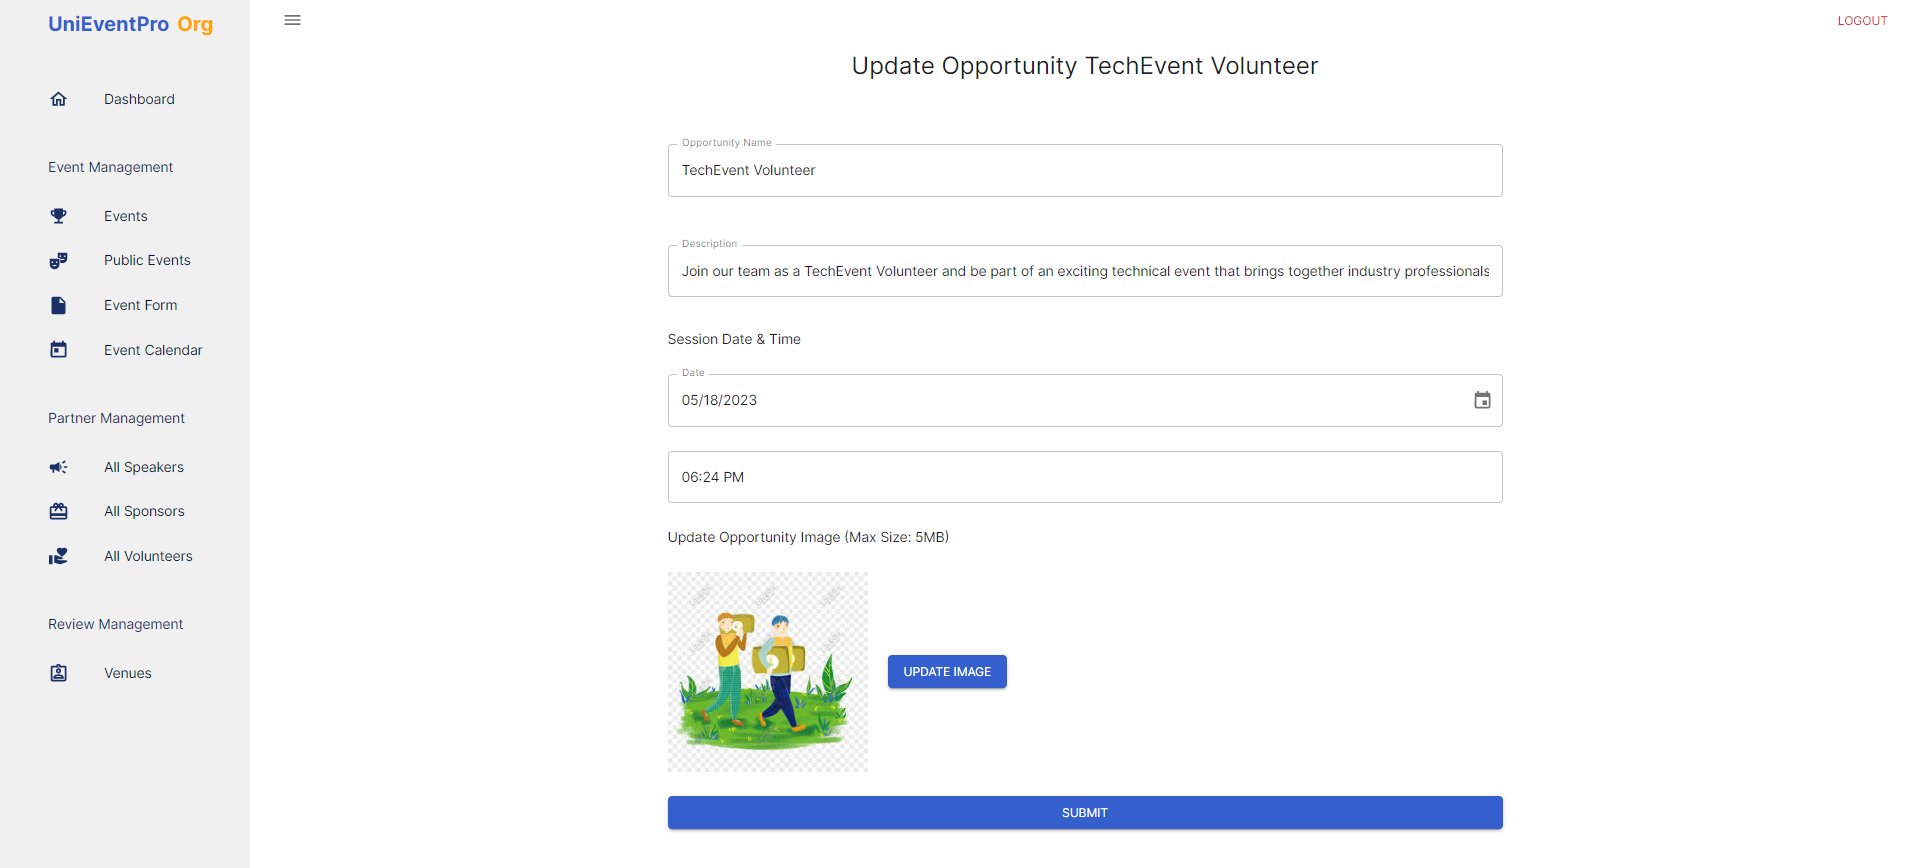 UniEventPro Org
LOGOUT
Update Opportunity TechEvent Volunteer
Dashboard
Event Management
Events
Public Events
Event Form
Event Calendar
Partner Management
All Speakers
All Sponsors
All Volunteers
Review Management
Venues
Opportunity Name
TechEvent Volunteer
Description
Join our team as a TechEvent Volunteer and be part of an exciting technical event that brings together industry professionals
Session Date & Time
Date
05/18/2023
06:24 PM
Update Opportunity Image (Max Size: 5MB)
UPDATE IMAGE
SUBMIT